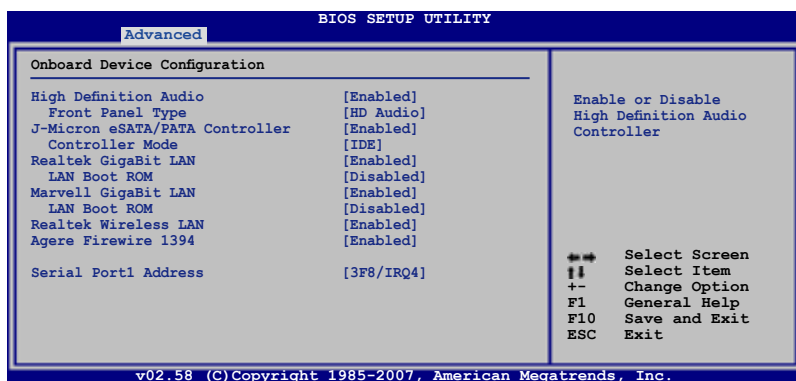 BIOS SETUP UTILITY
Advanced
Onboard Device Configuration
High Definition Audio [Enabled]
Front Panel Type [HD Audio]
J-Micron eSATA/PATA Controller [Enabled]
Controller Mode [IDE]
Realtek GigaBit LAN [Enabled]
LAN Boot ROM [Disabled]
Marvell GigaBit LAN [Enabled]
LAN Boot ROM [Disabled]
Realtek Wireless LAN [Enabled]
Agere Firewire 1394 [Enabled]
Serial Port1 Address [3F8/IRQ4]
Enable or Disable
High Definition Audio
Controller
Select Screen
Select Item
+- Change Option
F1 General Help
F10 Save and Exit
ESC Exit
v02.58 (C)Copyright 1985-2007, American Megatrends, Inc.